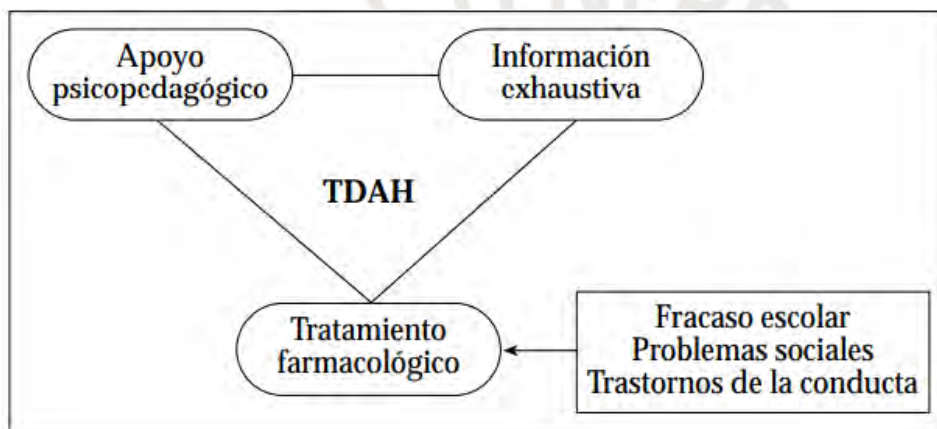 Apoyo
psicopedagógico
Información
exhaustiva
TDAH
Tratamiento
farmacológico
Fracaso escolar
Problemas sociales
Trastornos de la conducta